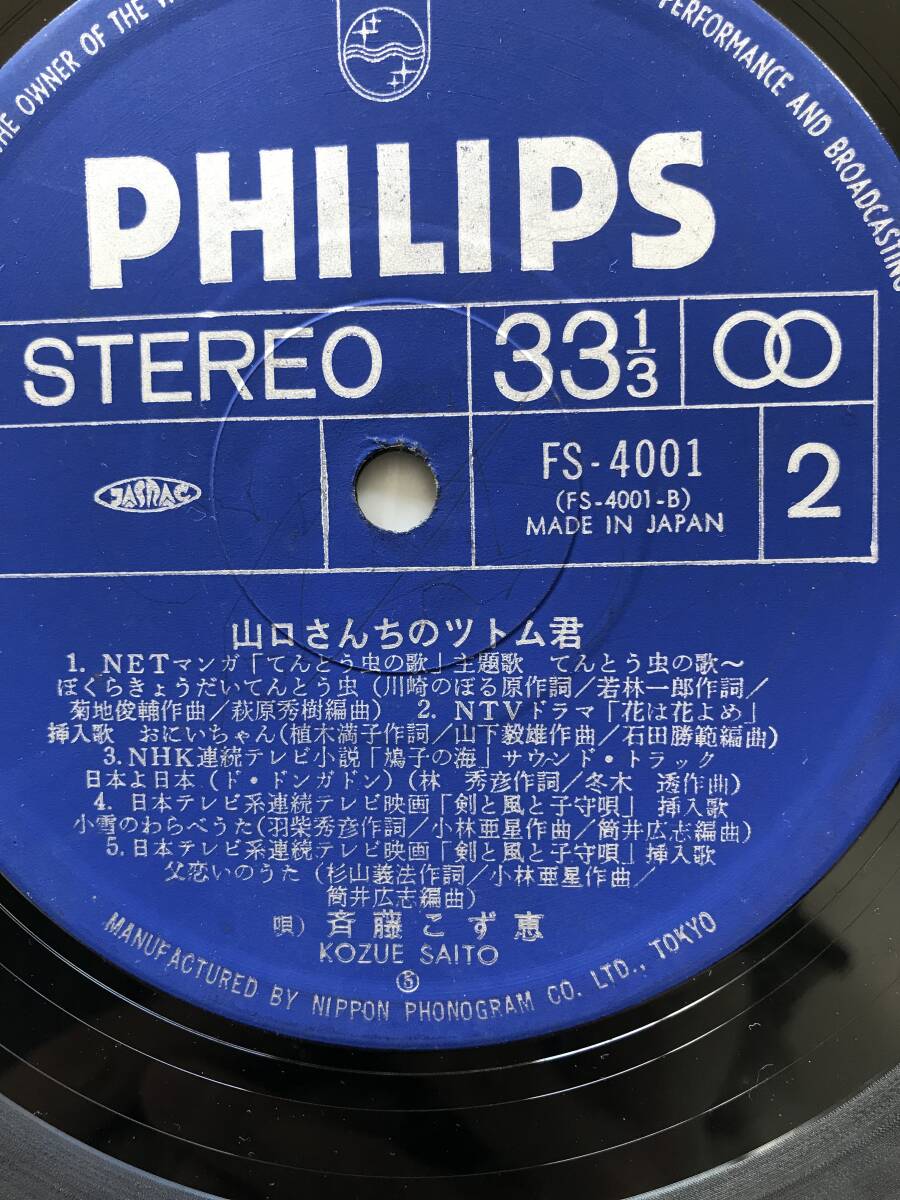 HE OWNER OF THE
PERFORMANCE AND BROADCASTING
PHILIPS
STEREO
33 1/3
JASRAC
FS-4001
(FS-4001-B)
MADE IN JAPAN
2
山口さんちのツトム君
1. NETマンガ「てんとう虫の歌」主題歌 てんとう虫の歌〜
ぼくらきょうだいてんとう虫(川崎のぼる原作詞/若林一郎作詞/
菊地俊輔作曲/萩原秀樹編曲) 2. NTVドラマ「花は花よめ」
挿入歌 おにいちゃん(植木満子作詞/山下毅雄作曲/石田勝範編曲)
3. NHK連続テレビ小説「鳩子の海」サウンド・トラック
日本よ日本(ド・ドンガドン)(林 秀彦作詞/冬木 透作曲)
4. 日本テレビ系連続テレビ映画「剣と風と子守唄」挿入歌
小雪のわらべうた(羽柴秀彦作詞/小林亜星作曲/筒井広志編曲)
5. 日本テレビ系連続テレビ映画「剣と風と子守唄」挿入歌
父恋いのうた(杉山義法作詞/小林亜星作曲/
筒井広志編曲)
唄)斉藤こず恵
KOZUE SAITO
MANUFACTURED BY NIPPON PHONOGRAM CO. LTD., TOKYO